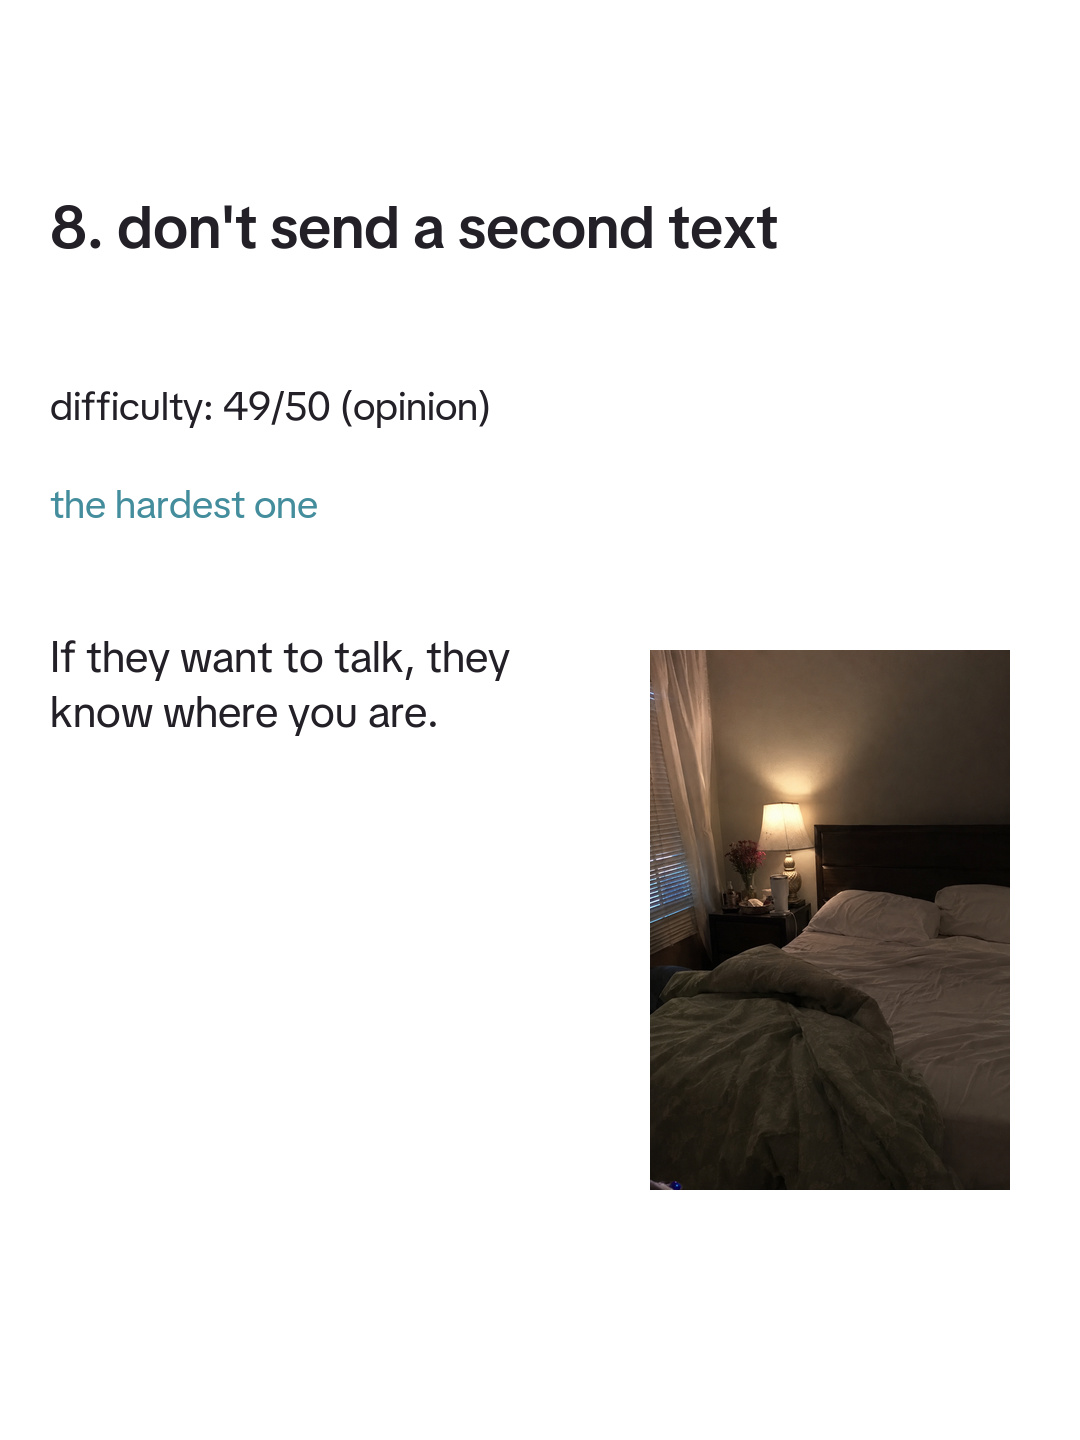 8. don't send a second text
difficulty: 49/50 (opinion)
the hardest one
If they want to talk, they
know where you are.